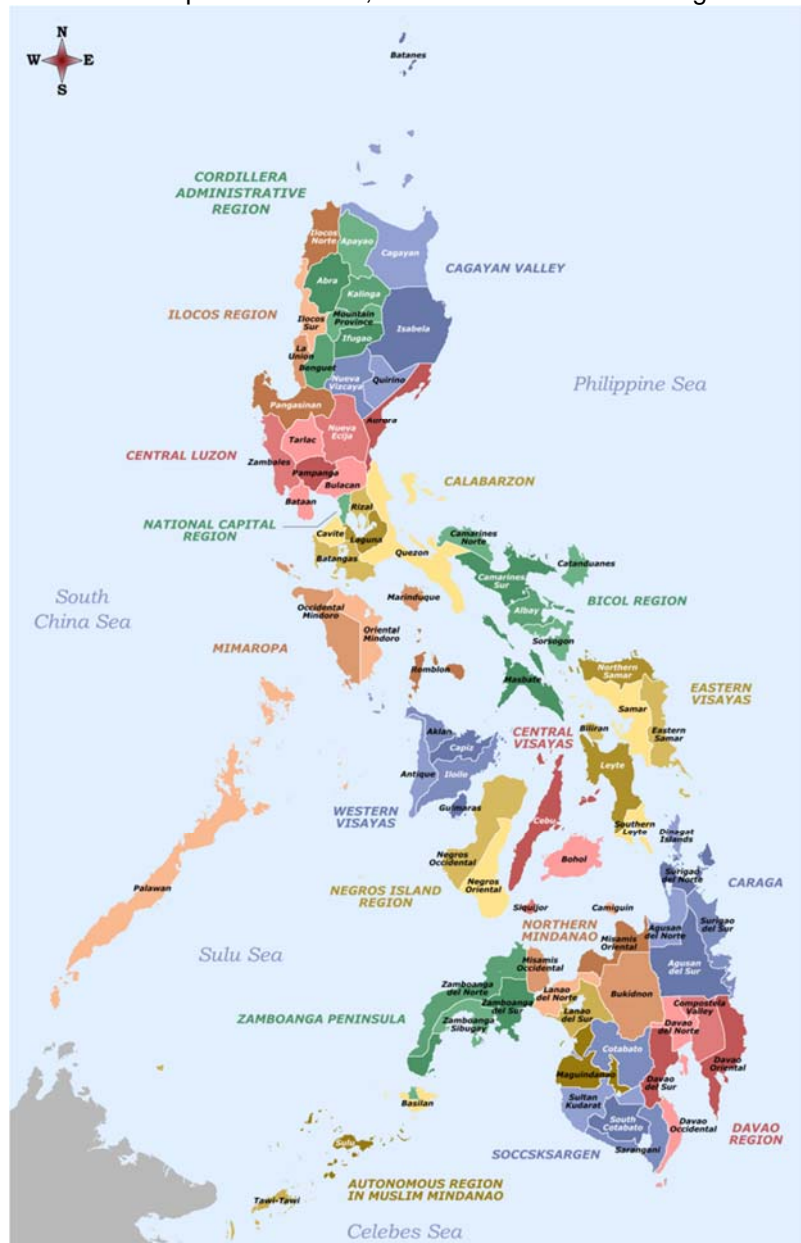 N
W E
S
Batanes
CORDILLERA
ADMINISTRATIVE
REGION
Ilocos
Norte
Apayao
Cagayan
CAGAYAN VALLEY
Abra
Kalinga
ILOCOS REGION
Ilocos
Sur
Mountain
Province
Isabela
Ifugao
La
Union
Benguet
Nueva
Vizcaya
Quirino
Philippine Sea
Pangasinan
Aurora
Nueva
Ecija
Tarlac
CENTRAL LUZON
Zambales
Pampanga
Bulacan
CALABARZON
Bataan
Rizal
NATIONAL CAPITAL
REGION
Cavite
Laguna
Camarines
Norte
Quezon
Batangas
Catanduanes
Camarines
Sur
South
China Sea
Marinduque
Albay
BICOL REGION
Occidental
Mindoro
Oriental
Mindoro
MIMAROPA
Sorsogon
Romblon
Masbate
Northern
Samar
EASTERN
VISAYAS
Samar
Aklan
CENTRAL
VISAYAS
Biliran
Eastern
Samar
Capiz
Antique
Iloilo
Leyte
WESTERN
VISAYAS
Guimaras
Cebu
Southern
Leyte
Dinagat
Islands
Negros
Occidental
Bohol
Surigao
del Norte
CARAGA
Palawan
NEGROS ISLAND
REGION
Negros
Oriental
Siquijor
Camiguin
NORTHERN
MINDANAO
Agusan
del Norte
Surigao
del Sur
Misamis
Oriental
Sulu Sea
Misamis
Occidental
Agusan
del Sur
Zamboanga
del Norte
Lanao
del Norte
Bukidnon
ZAMBOANGA PENINSULA
Zamboanga
del Sur
Lanao
del Sur
Compostela
Valley
Zamboanga
Sibugay
Davao
del Norte
Cotabato
Maguindanao
Davao
Oriental
Davao
del Sur
Basilan
Sultan
Kudarat
South
Cotabato
Davao
Occidental
DAVAO
REGION
Sulu
Sarangani
SOCCSKSARGEN
AUTONOMOUS REGION
IN MUSLIM MINDANAO
Tawi-Tawi
Celebes Sea